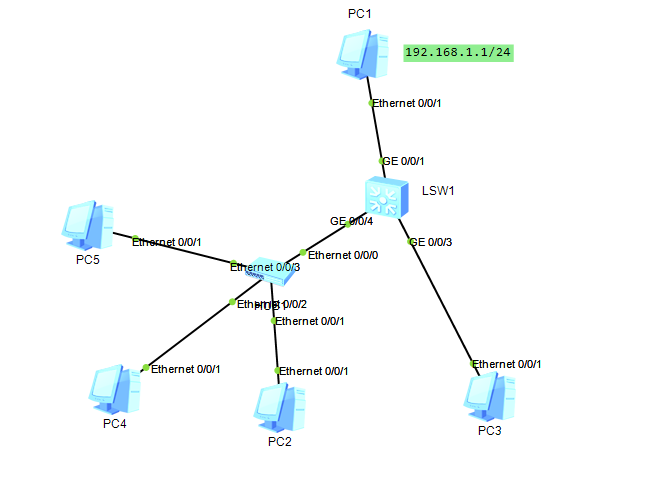 PC1
192.168.1.1/24
Ethernet 0/0/1
GE 0/0/1
LSW1
GE 0/0/4
Ethernet 0/0/1
GE 0/0/3
Ethernet 0/0/0
PC5
Ethernet 0/0/3
Ethernet 0/0/2
HUB1
Ethernet 0/0/1
Ethernet 0/0/1
Ethernet 0/0/1
Ethernet 0/0/1
PC4
PC2
PC3